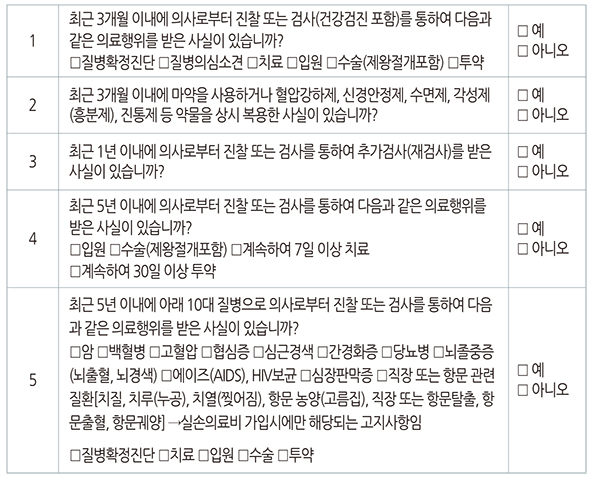 1
최근 3개월 이내에 의사로부터 진찰 또는 검사(건강검진 포함)를 통하여 다음과
같은 의료행위를 받은 사실이 있습니까?
□질병확정진단 □질병의심소견 □치료 □입원 □수술(제왕절개포함) □투약
□ 예
□ 아니오
2
최근 3개월 이내에 마약을 사용하거나 혈압강하제, 신경안정제, 수면제, 각성제
(흥분제), 진통제 등 약물을 상시 복용한 사실이 있습니까?
□ 예
□ 아니오
3
최근 1년 이내에 의사로부터 진찰 또는 검사를 통하여 추가검사(재검사)를 받은
사실이 있습니까?
□ 예
□ 아니오
4
최근 5년 이내에 의사로부터 진찰 또는 검사를 통하여 다음과 같은 의료행위를
받은 사실이 있습니까?
□입원 □수술(제왕절개포함) □계속하여 7일 이상 치료
□계속하여 30일 이상 투약
□ 예
□ 아니오
5
최근 5년 이내에 아래 10대 질병으로 의사로부터 진찰 또는 검사를 통하여 다음
과 같은 의료행위를 받은 사실이 있습니까?
□암 □백혈병 □고혈압 □협심증 □심근경색 □간경화증 □당뇨병 □뇌졸중증
(뇌출혈, 뇌경색) □에이즈(AIDS), HIV보균 □심장판막증 □직장 또는 항문 관련
질환[치질, 치루(누공), 치열(찢어짐), 항문 농양(고름집), 직장 또는 항문탈출, 항
문출혈, 항문궤양] →실손의료비 가입시에만 해당되는 고지사항임
□질병확정진단 □치료 □입원 □수술 □투약
□ 예
□ 아니오